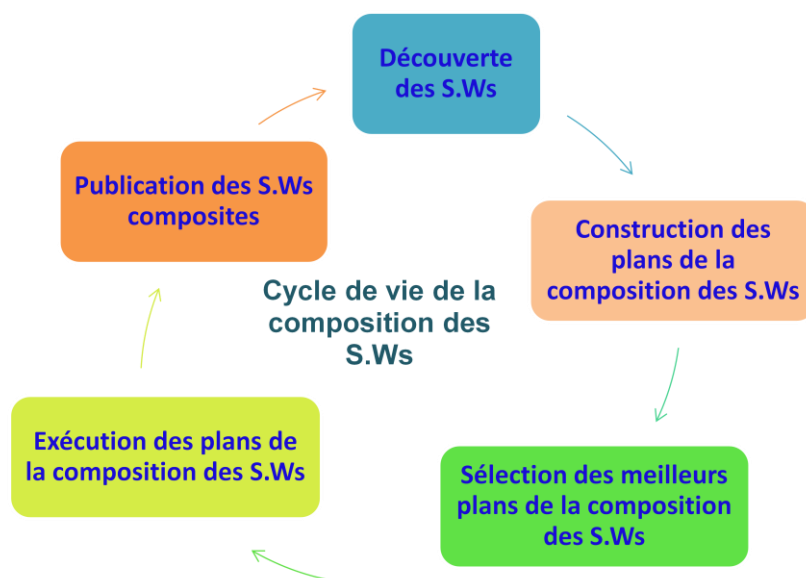 Découverte
des S.Ws
Publication des S.Ws
composites
Construction des
plans de la
composition des S.Ws
Cycle de vie de la
composition des
S.Ws
Exécution des plans de
la composition des S.Ws
Sélection des meilleurs
plans de la composition
des S.Ws